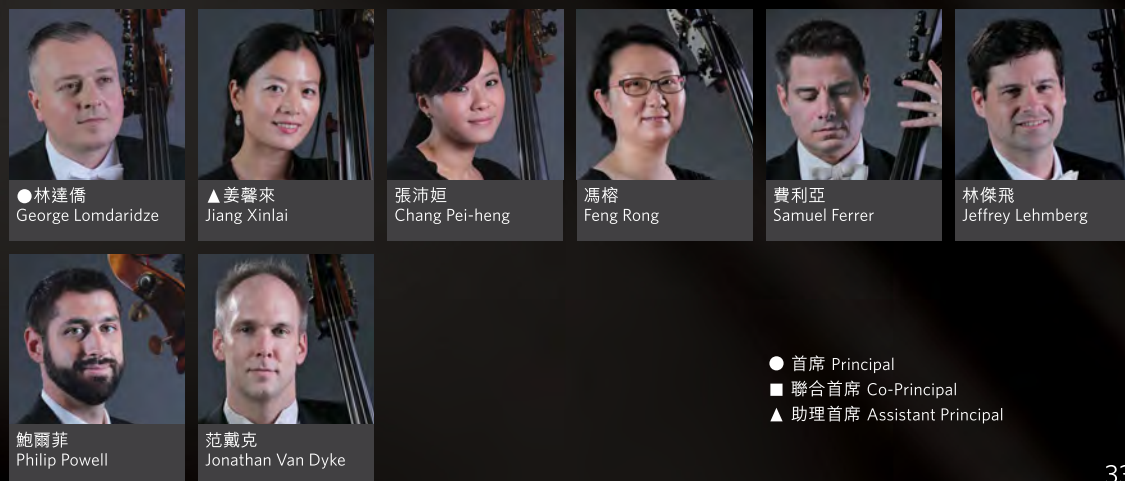 ●林達僑
George Lomdaridze
▲姜馨來
Jiang Xinlai
張沛姮
Chang Pei-heng
馮榕
Feng Rong
費利亞
Samuel Ferrer
林傑飛
Jeffrey Lehmberg
鮑爾菲
Philip Powell
范戴克
Jonathan Van Dyke
● 首席 Principal
■ 聯合首席 Co-Principal
▲ 助理首席 Assistant Principal
33